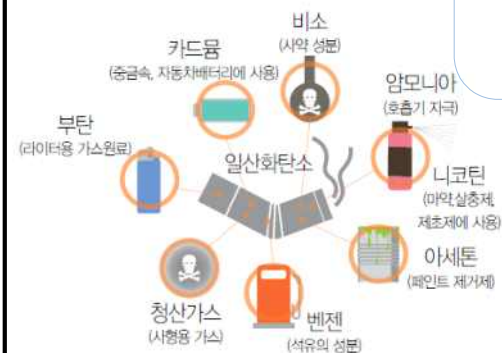 비소
(사약 성분)
카드뮴
(중금속, 자동차배터리에 사용)
암모니아
(호흡기 자극)
부탄
(라이터용 가스원료)
일산화탄소
니코틴
(마약,살충제,
제초제에 사용)
아세톤
(페인트 제거제)
청산가스
(사형용 가스)
벤젠
(석유의 성분)